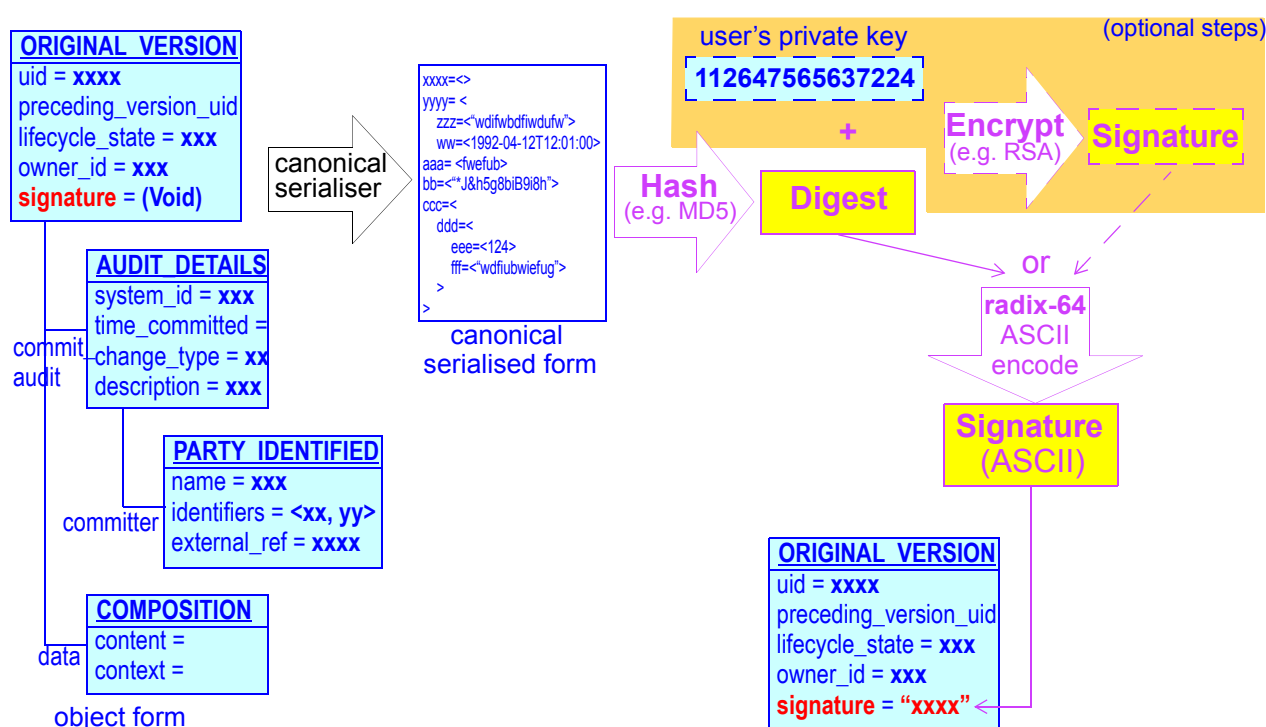 ORIGINAL_VERSION
uid = xxxx
preceding_version_uid
lifecycle_state = xxx
owner_id = xxx
signature = (Void)
commit_
audit
AUDIT_DETAILS
system_id = xxx
time_committed =
change_type = xx
description = xxx
committer
PARTY_IDENTIFIED
name = xxx
identifiers = <xx, yy>
external_ref = xxxx
data
COMPOSITION
content =
context =
object form
canonical
serialiser
xxxx=<>
yyyy= <
zzz=<“wdifwbdfiwdufw”>
ww=<1992-04-12T12:01:00>
aaa= <fwefub>
bb=<“*J&h5g8biB9i8h”>
ccc=<
ddd=<
eee=<124>
fff=<“wdfiubwiefug”>
>
>
canonical
serialised form
Hash
(e.g. MD5)
(optional steps)
user’s private key
112647565637224
+
Digest
Encrypt
(e.g. RSA)
Signature
or
radix-64
ASCII
encode
Signature
(ASCII)
ORIGINAL_VERSION
uid = xxxx
preceding_version_uid
lifecycle_state = xxx
owner_id = xxx
signature = “xxxx”